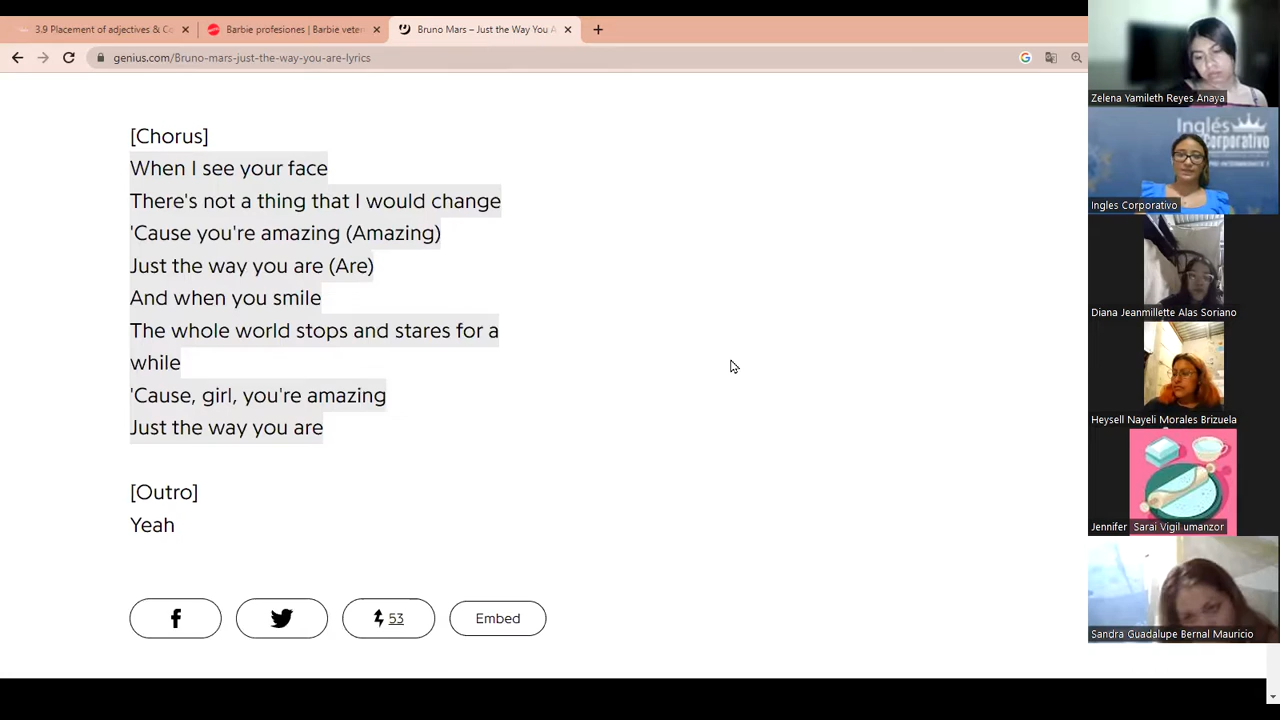 3.9 Placement of adjectives & Co
Barbie profesiones | Barbie veter
Bruno Mars – Just the Way You A
genius.com/Bruno-mars-just-the-way-you-are-lyrics
[Chorus]
When I see your face
There's not a thing that I would change
'Cause you're amazing (Amazing)
Just the way you are (Are)
And when you smile
The whole world stops and stares for a
while
'Cause, girl, you're amazing
Just the way you are
[Outro]
Yeah
53
Embed
Zelena Yamileth Reyes Anaya
Inglés
Corporativo
Ingles Corporativo
Diana Jeanmillette Alas Soriano
Heysell Nayeli Morales Brizuela
Jennifer Sarai Vigil umanzor
Sandra Guadalupe Bernal Mauricio